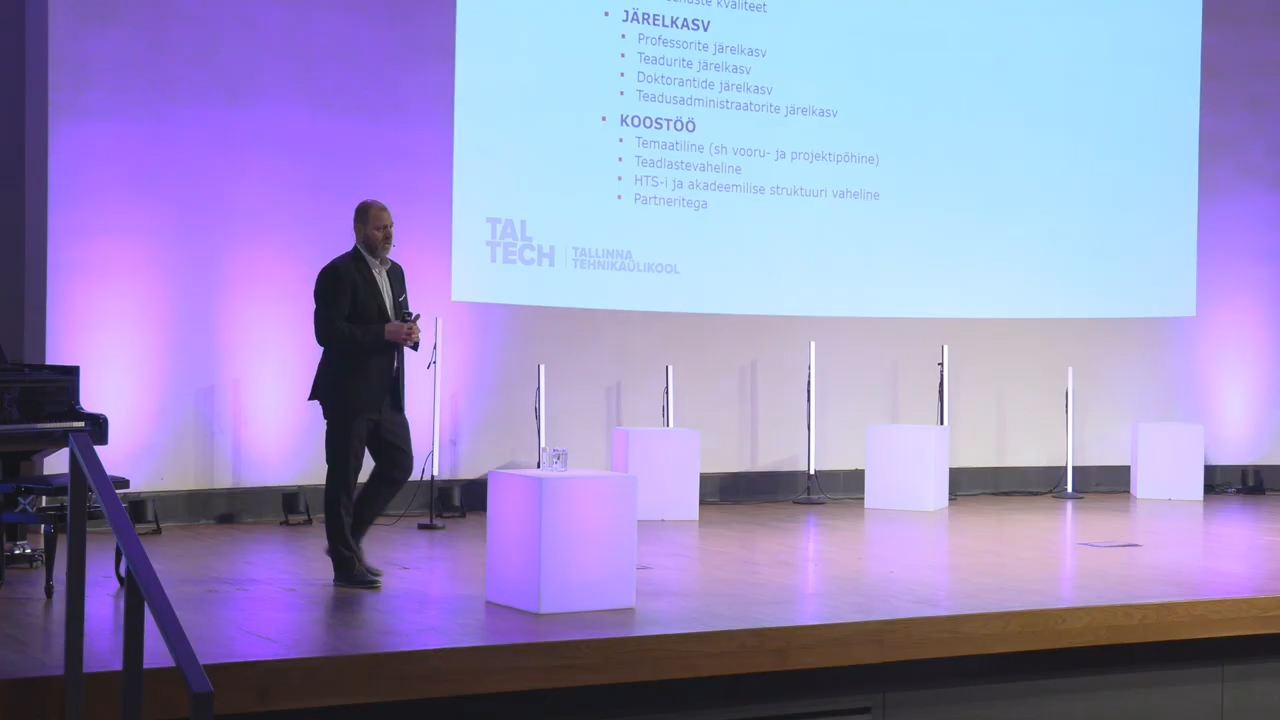 kvaliteet
JÄRELKASV
Professorite järelkasv
Teadurite järelkasv
Doktorantide järelkasv
Teadusadministraatorite järelkasv
KOOSTÖÖ
Temaatiline (sh vooru- ja projektipõhine)
Teadlastevaheline
HTS-i ja akadeemilise struktuuri vaheline
Partneritega
TAL
TECH
TALLINNA
TEHNIKAÜLIKOOL